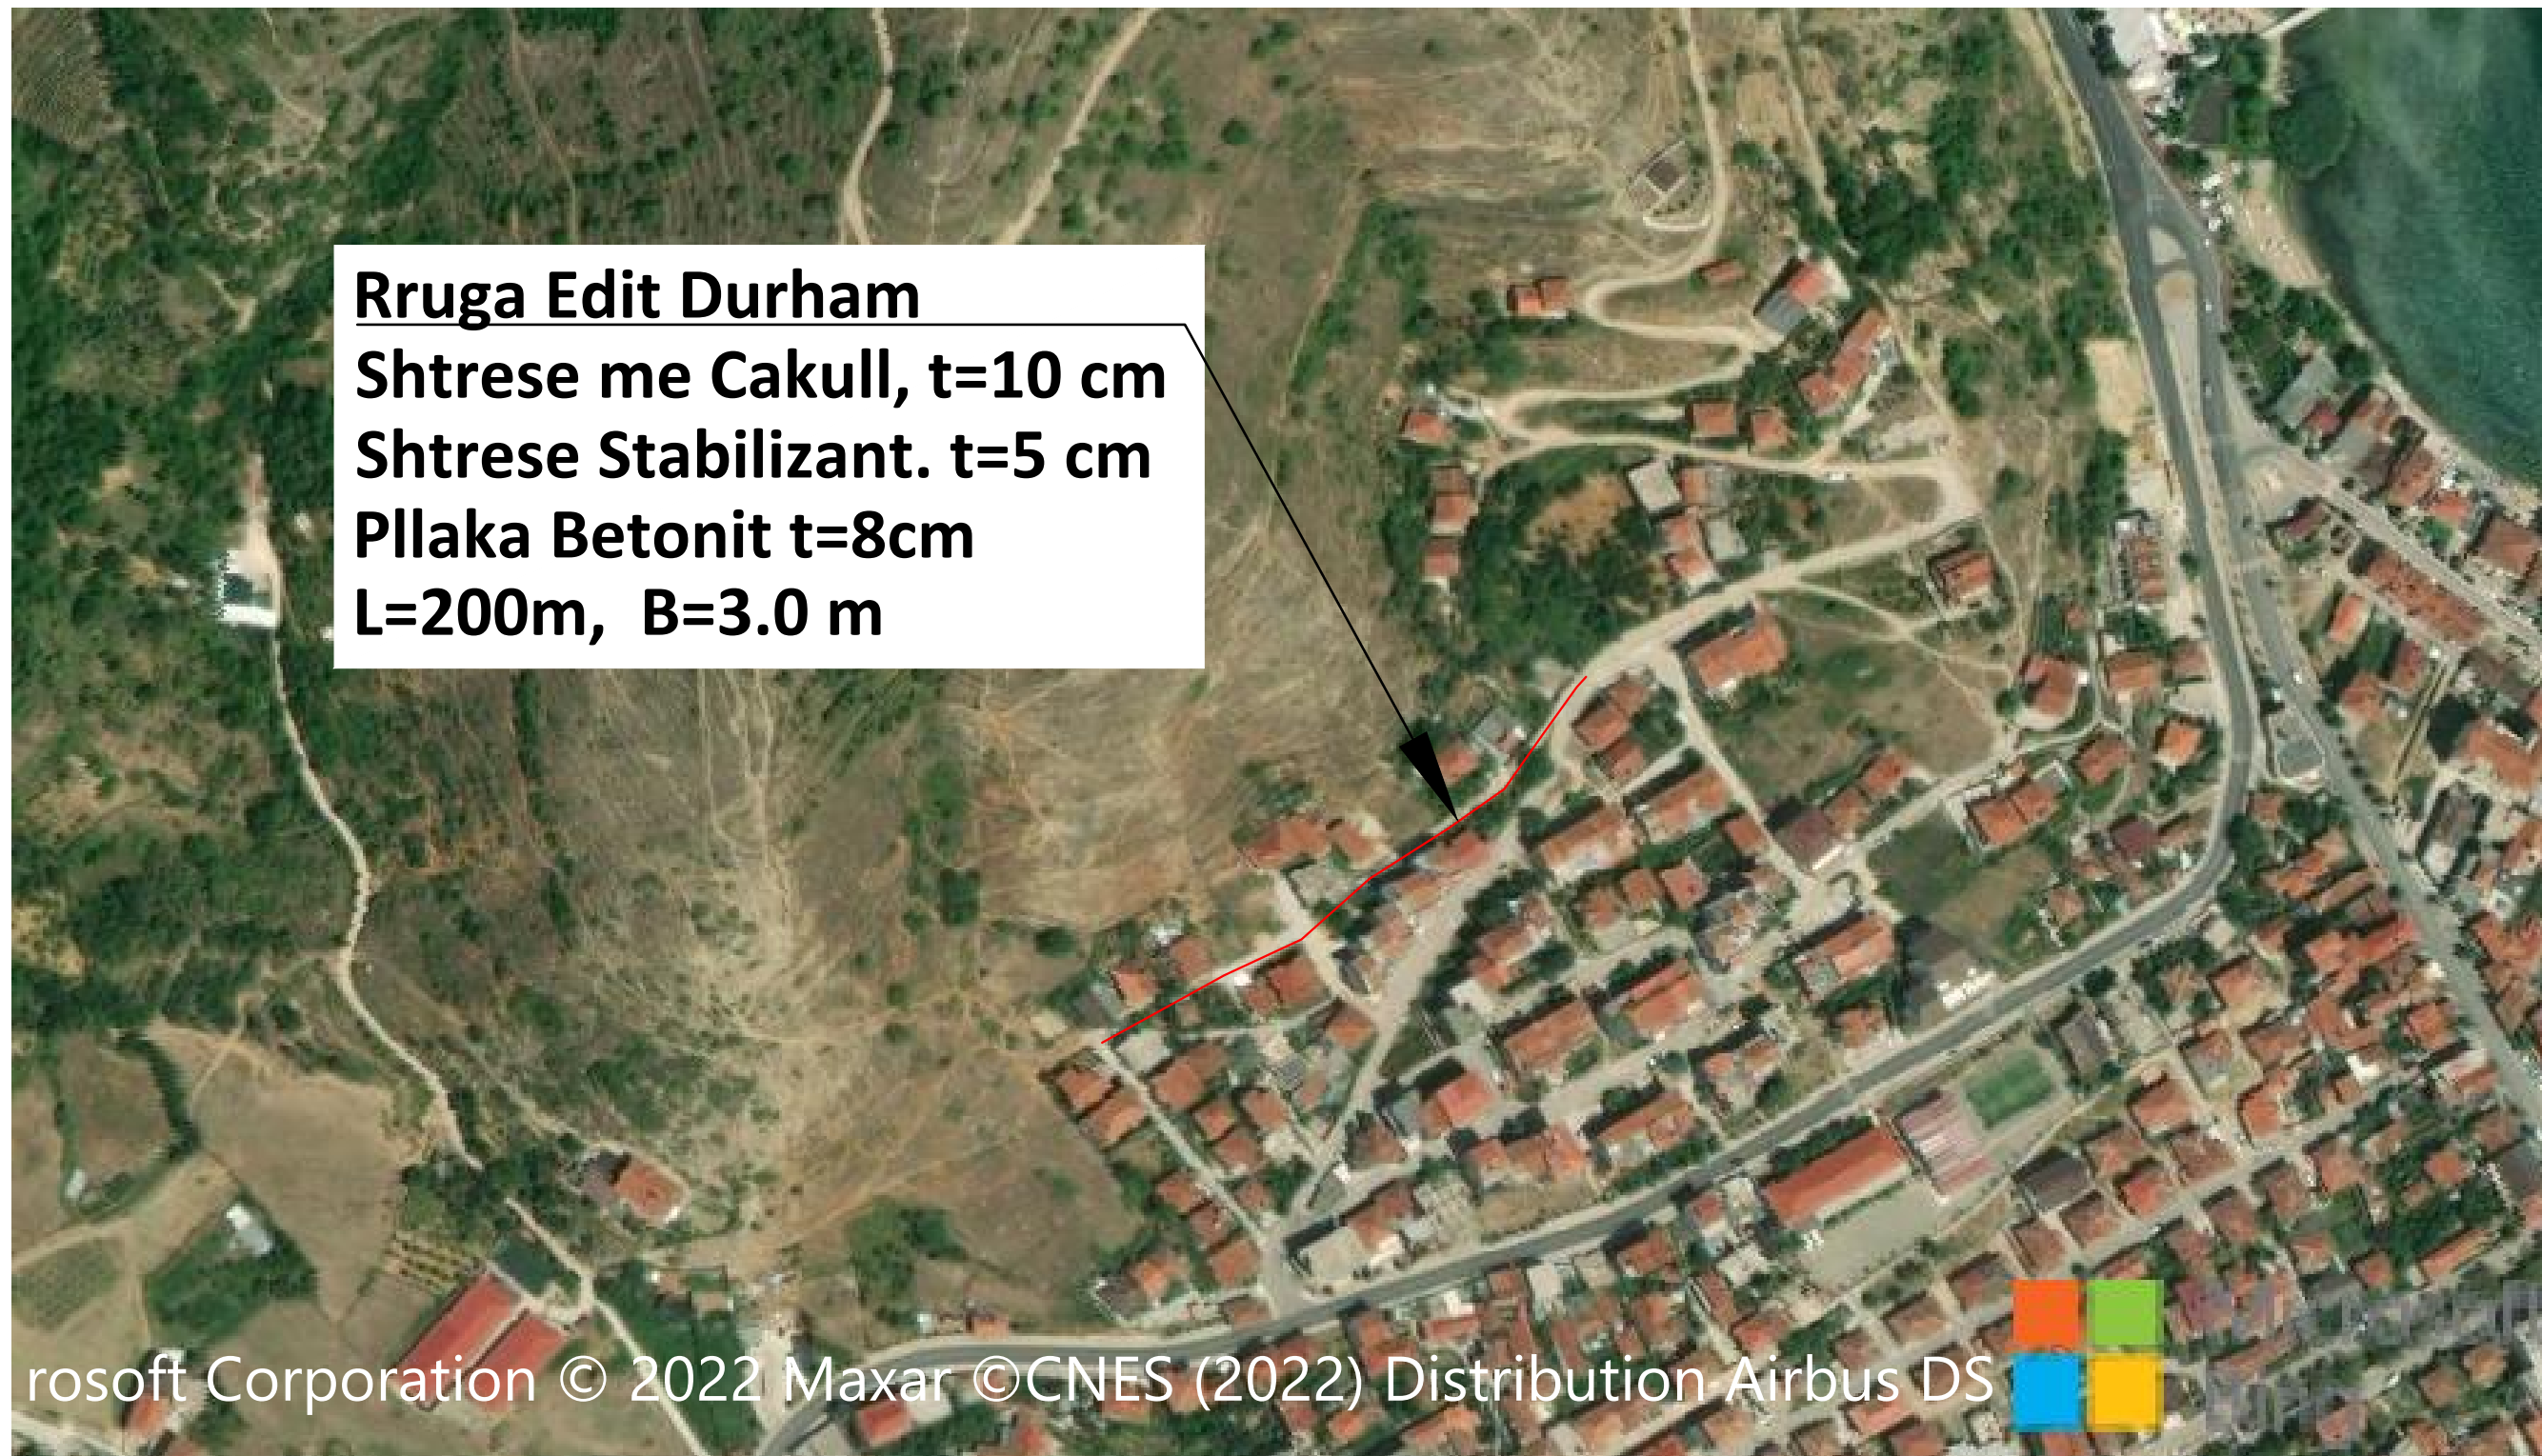 Rruga Edit Durham
Shtrese me Cakull, t=10 cm
Shtrese Stabilizant. t=5 cm
Pllaka Betonit t=8cm
L=200m, B=3.0 m
rosoft Corporation © 2022 Maxar ©CNES (2022) Distribution Airbus DS